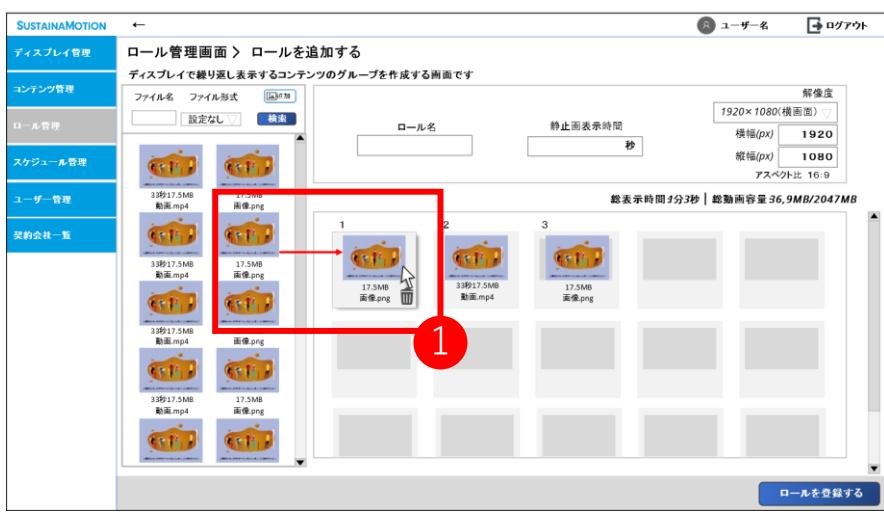 SUSTAINAMOTION
←
ユーザー名
ログアウト
ディスプレイ管理
コンテンツ管理
ロール管理
スケジュール管理
ユーザー管理
契約会社一覧
ロール管理画面 〉 ロールを追加する
ディスプレイで繰り返し表示するコンテンツのグループを作成する画面です
ファイル名 ファイル形式
設定なし 検索
33秒17.5MB 17.5MB
動画.mp4 画像.png
33秒17.5MB 17.5MB
動画.mp4 画像.png
33秒17.5MB
動画.mp4 画像.png
33秒17.5MB 17.5MB
動画.mp4 画像.png
ロール名
静止画表示時間
秒
解像度
1920×1080(横画面)
横幅(px) 1920
縦幅(px) 1080
アスペクト比 16:9
総表示時間1分3秒 | 総動画容量36,9MB/2047MB
1 2 3
17.5MB 33秒17.5MB 17.5MB
画像.png 動画.mp4 画像.png
1
ロールを登録する